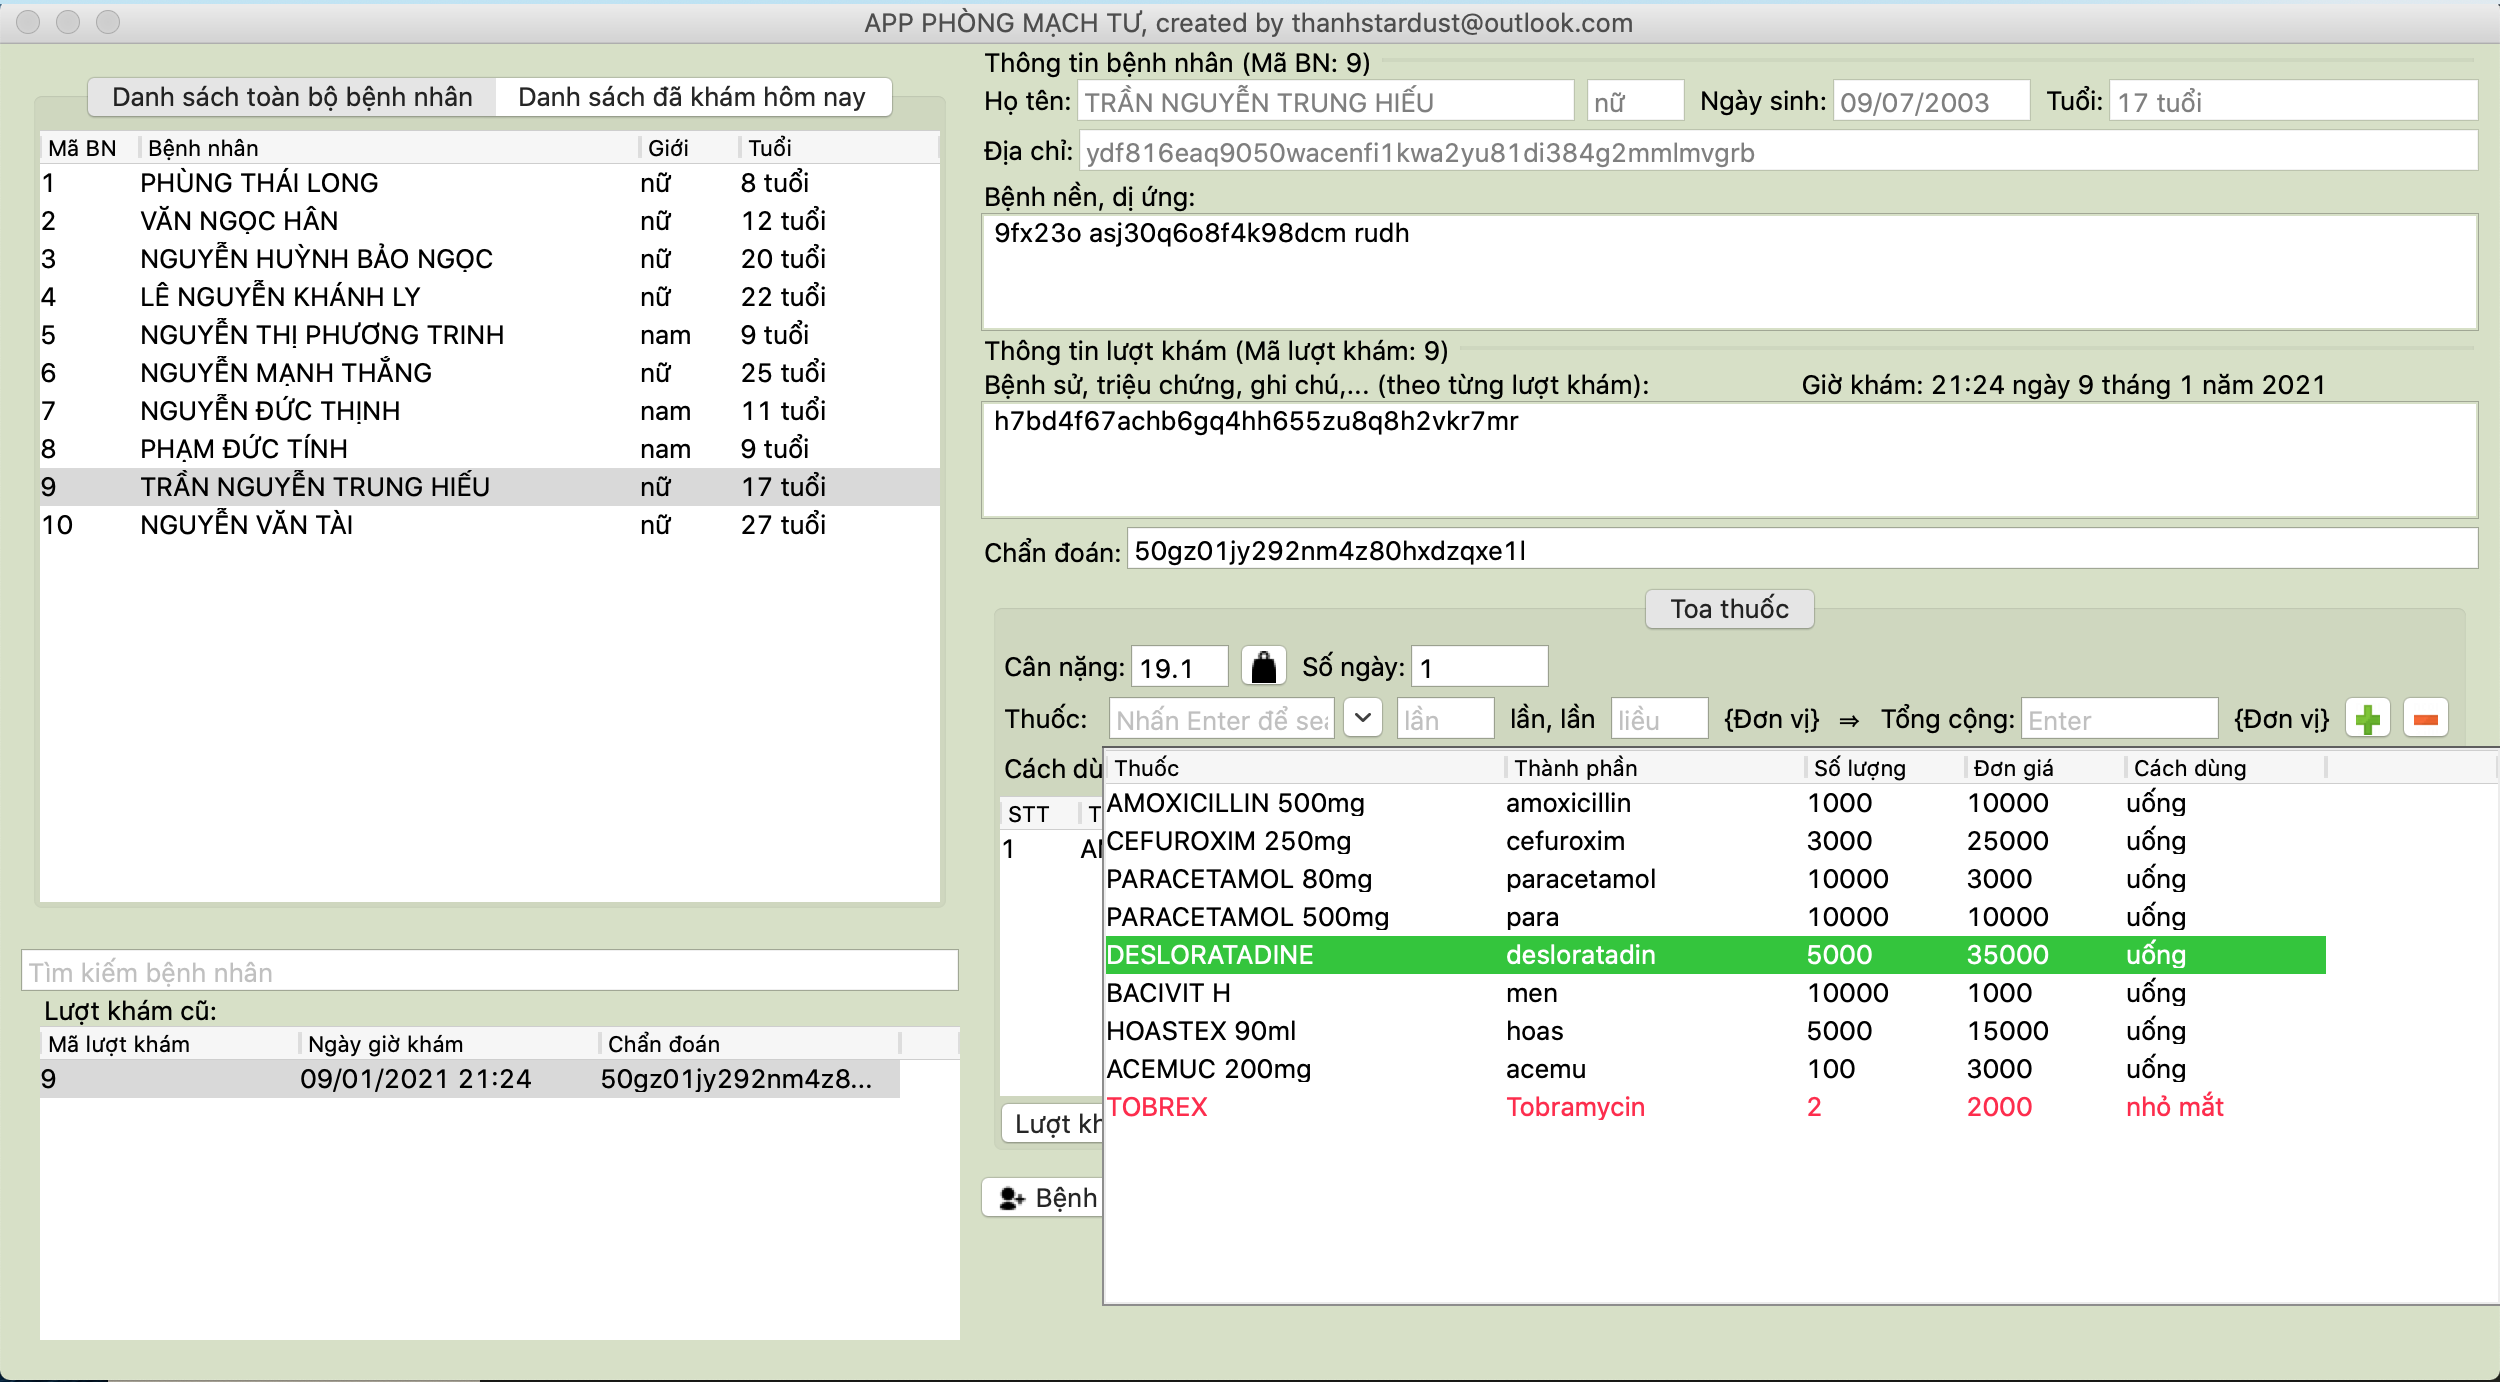 APP PHÒNG MẠCH TƯ, created by thanhstardust@outlook.com
Danh sách toàn bộ bệnh nhân Danh sách đã khám hôm nay
Mã BN Bệnh nhân Giới Tuổi
1 PHÙNG THÁI LONG nữ 8 tuổi
2 VĂN NGỌC HÂN nữ 12 tuổi
3 NGUYỄN HUỲNH BẢO NGỌC nữ 20 tuổi
4 LÊ NGUYỄN KHÁNH LY nữ 22 tuổi
5 NGUYỄN THỊ PHƯƠNG TRINH nam 9 tuổi
6 NGUYỄN MẠNH THẮNG nữ 25 tuổi
7 NGUYỄN ĐỨC THỊNH nam 11 tuổi
8 PHẠM ĐỨC TÍNH nam 9 tuổi
9 TRẦN NGUYỄN TRUNG HIẾU nữ 17 tuổi
10 NGUYỄN VĂN TÀI nữ 27 tuổi
Tìm kiếm bệnh nhân
Lượt khám cũ:
Mã lượt khám Ngày giờ khám Chẩn đoán
9 09/01/2021 21:24 50gz01jy292nm4z8...
Thông tin bệnh nhân (Mã BN: 9)
Họ tên: TRẦN NGUYỄN TRUNG HIẾU nữ Ngày sinh: 09/07/2003 Tuổi: 17 tuổi
Địa chỉ: ydf816eaq9050wacenfi1kwa2yu81di384g2mmlmvgrb
Bệnh nền, dị ứng:
9fx23o asj30q6o8f4k98dcm rudh
Thông tin lượt khám (Mã lượt khám: 9)
Bệnh sử, triệu chứng, ghi chú,... (theo từng lượt khám): Giờ khám: 21:24 ngày 9 tháng 1 năm 2021
h7bd4f67achb6gq4hh655zu8q8h2vkr7mr
Chẩn đoán: 50gz01jy292nm4z80hxdzqxe1l
Toa thuốc
Cân nặng: 19.1 Số ngày: 1
Thuốc: Nhấn Enter để sea lần lần, lần liều {Đơn vị} ⇒ Tổng cộng: Enter {Đơn vị}
Cách dù
STT T
1 AM
Thuốc Thành phần Số lượng Đơn giá Cách dùng
AMOXICILLIN 500mg amoxicillin 1000 10000 uống
CEFUROXIM 250mg cefuroxim 3000 25000 uống
PARACETAMOL 80mg paracetamol 10000 3000 uống
PARACETAMOL 500mg para 10000 10000 uống
DESLORATADINE desloratadin 5000 35000 uống
BACIVIT H men 10000 1000 uống
HOASTEX 90ml hoas 5000 15000 uống
ACEMUC 200mg acemu 100 3000 uống
TOBREX Tobramycin 2 2000 nhỏ mắt
Lượt kh
Bệnh